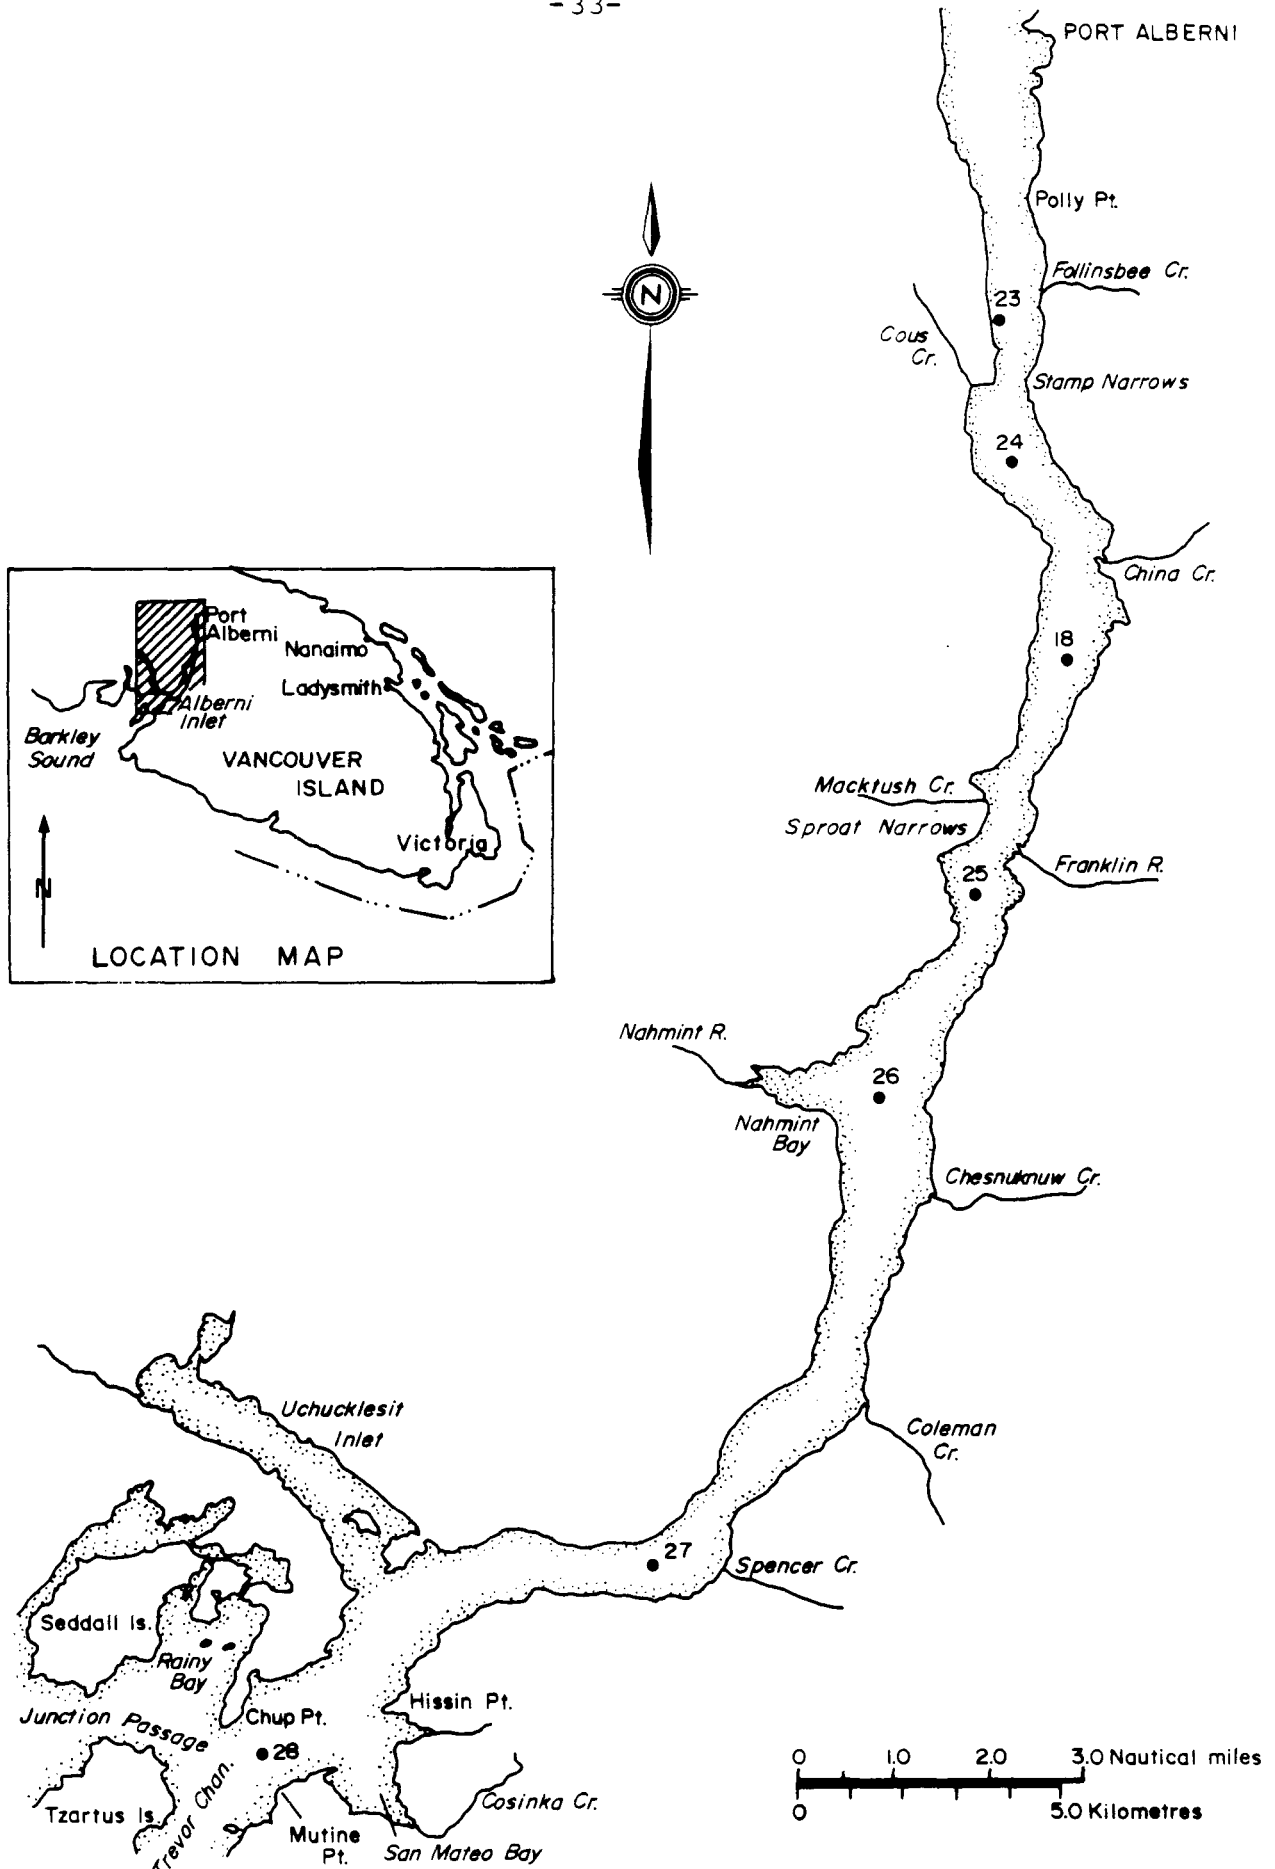 -33-
PORT ALBERNI
Polly Pt.
Follinsbee Cr.
N
23
Cous
Cr.
Stamp Narrows
24
China Cr.
18
Port
Alberni
Nanaimo
Ladysmith
Alberni
Inlet
Barkley
Sound
VANCOUVER
ISLAND
Victoria
N
LOCATION MAP
Macktush Cr.
Sproat Narrows
Franklin R.
25
Nahmint R.
26
Nahmint
Bay
Chesnuknuw Cr.
Uchucklesit
Inlet
Coleman
Cr.
27
Spencer Cr.
Seddall Is.
Rainy
Bay
Hissin Pt.
Junction Passage
Chup Pt.
28
Trevor Chan.
Tzartus Is.
Mutine
Pt.
San Mateo Bay
Cosinka Cr.
0 1.0 2.0 3.0 Nautical miles
0 5.0 Kilometres